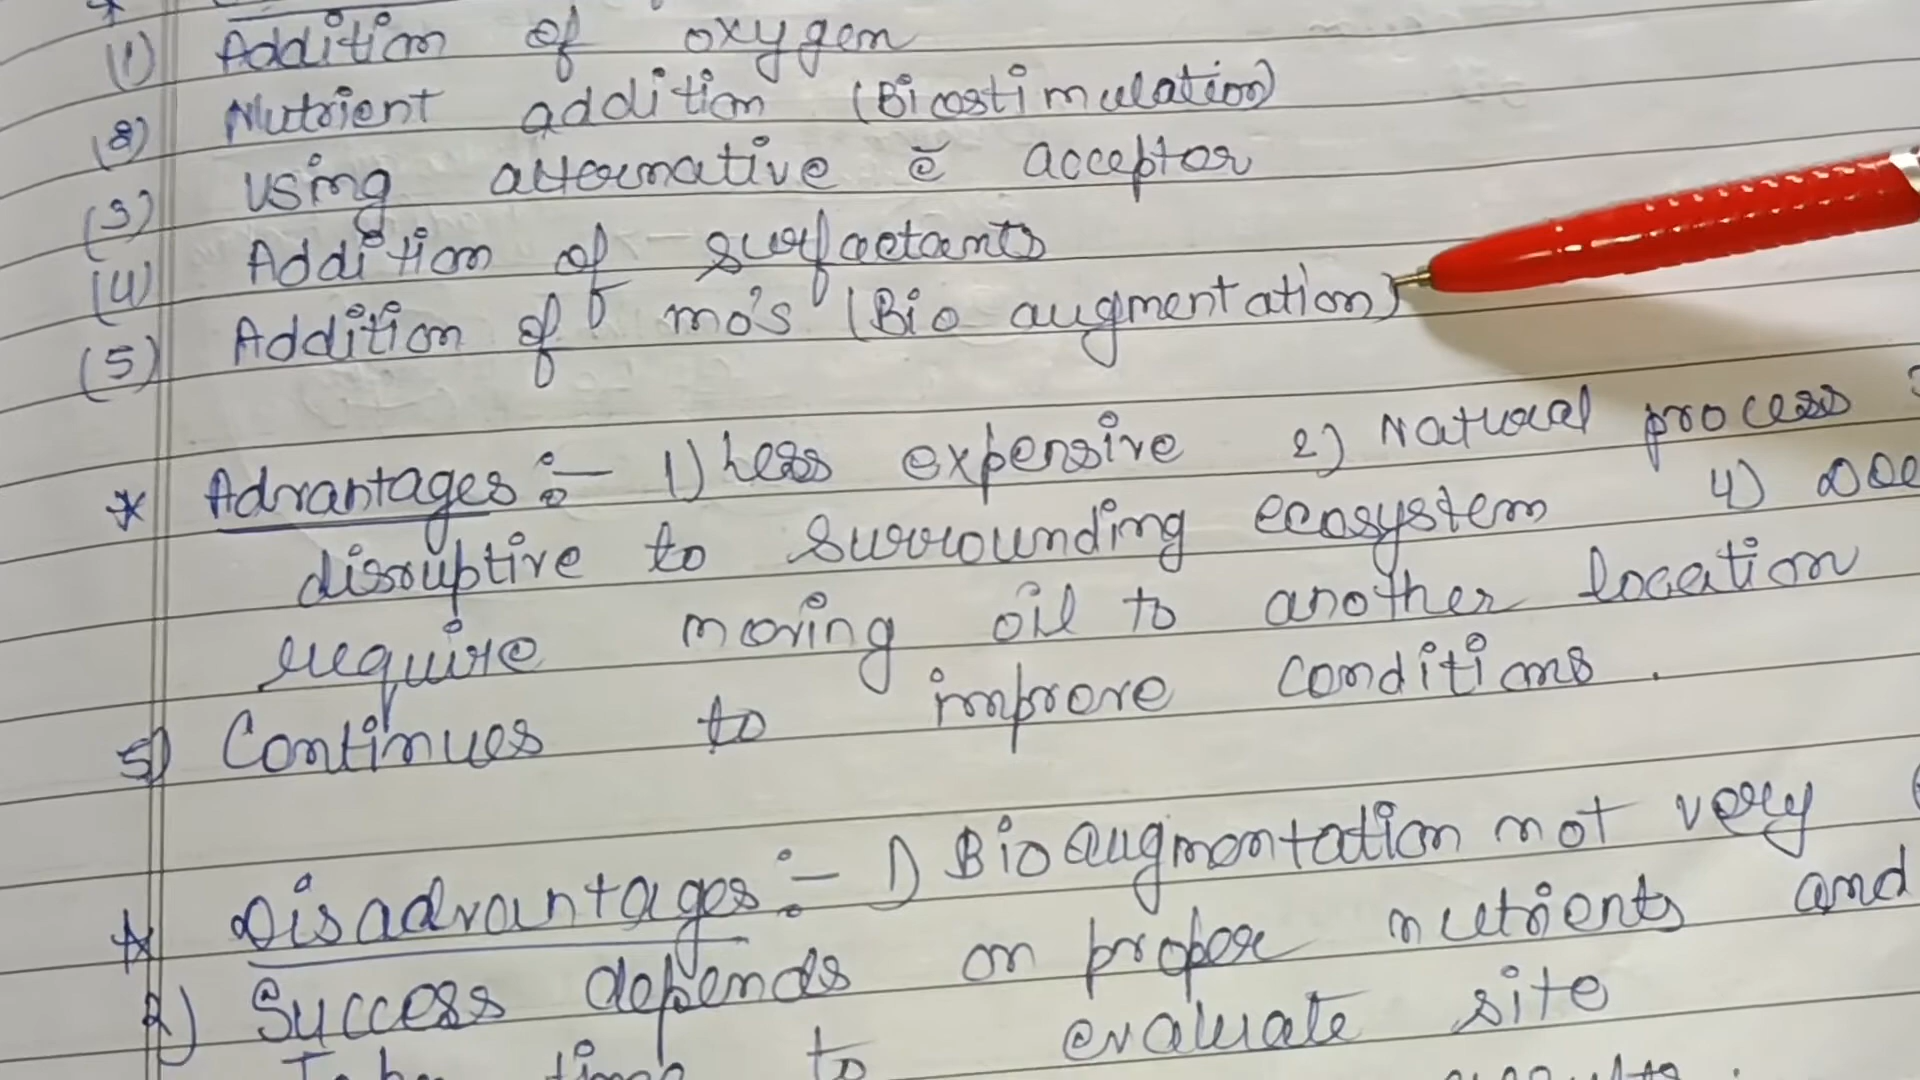 (1) Addition of oxygen
(2) Nutrient addition (Biostimulation)
(3) Using alternative ē acceptor
(4) Addition of surfactants
(5) Addition of mo's (Bio augmentation)
* Advantages :- 1) Less expensive 2) Natural process
disruptive to surrounding ecosystem 4)
require moving oil to another location
5) Continues to improve conditions.
* Disadvantages :- 1) Bioaugmentation not very
2) Success depends on proper nutrients and
to evaluate site